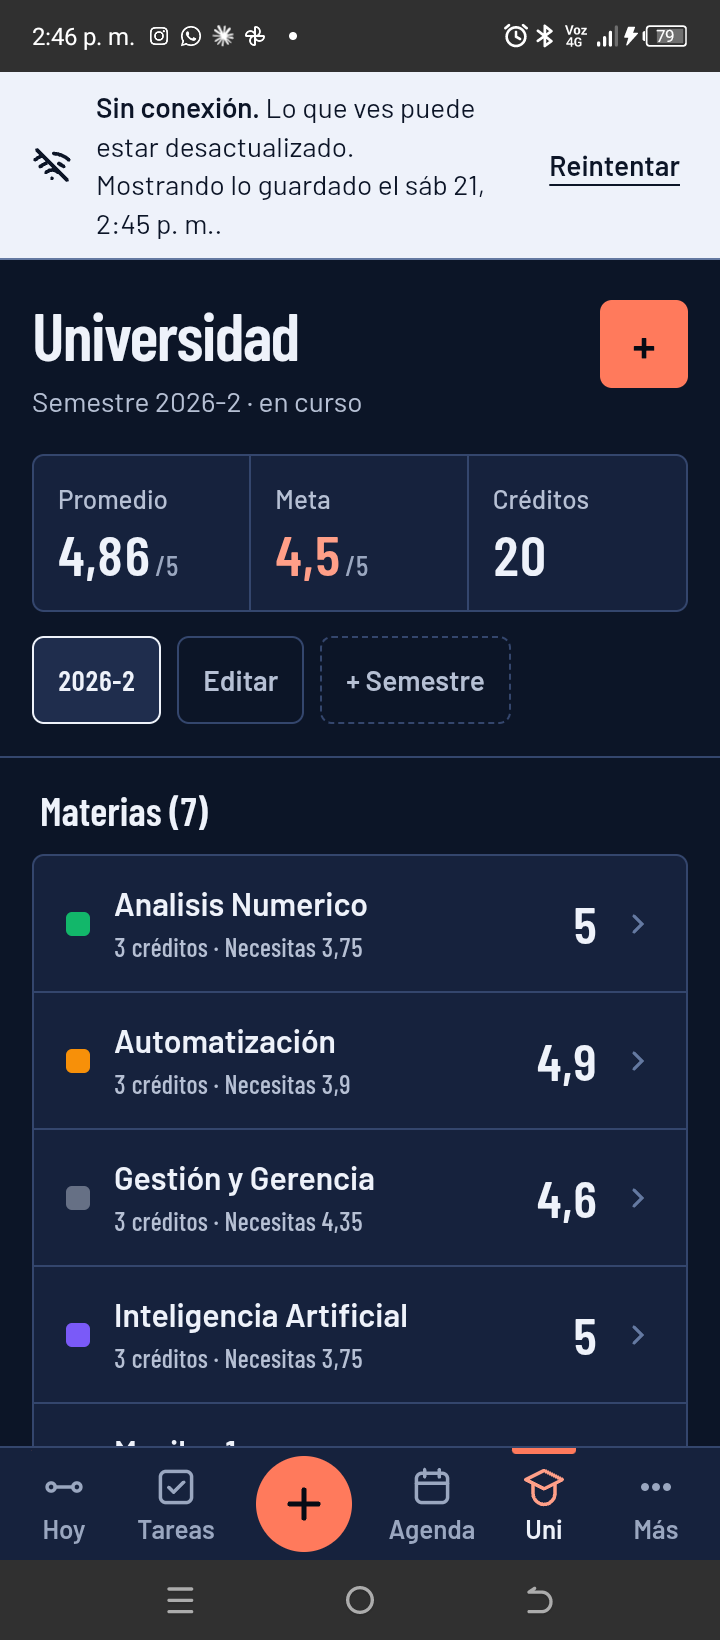 2:46 p. m.
Voz
4G
79
Sin conexión. Lo que ves puede
estar desactualizado.
Mostrando lo guardado el sáb 21,
2:45 p. m..
Reintentar
Universidad
+
Semestre 2026-2 · en curso
Promedio
4,86 /5
Meta
4,5 /5
Créditos
20
2026-2
Editar
+ Semestre
Materias (7)
Analisis Numerico
3 créditos · Necesitas 3,75
5
Automatización
3 créditos · Necesitas 3,9
4,9
Gestión y Gerencia
3 créditos · Necesitas 4,35
4,6
Inteligencia Artificial
3 créditos · Necesitas 3,75
5
Hoy
Tareas
Agenda
Uni
Más